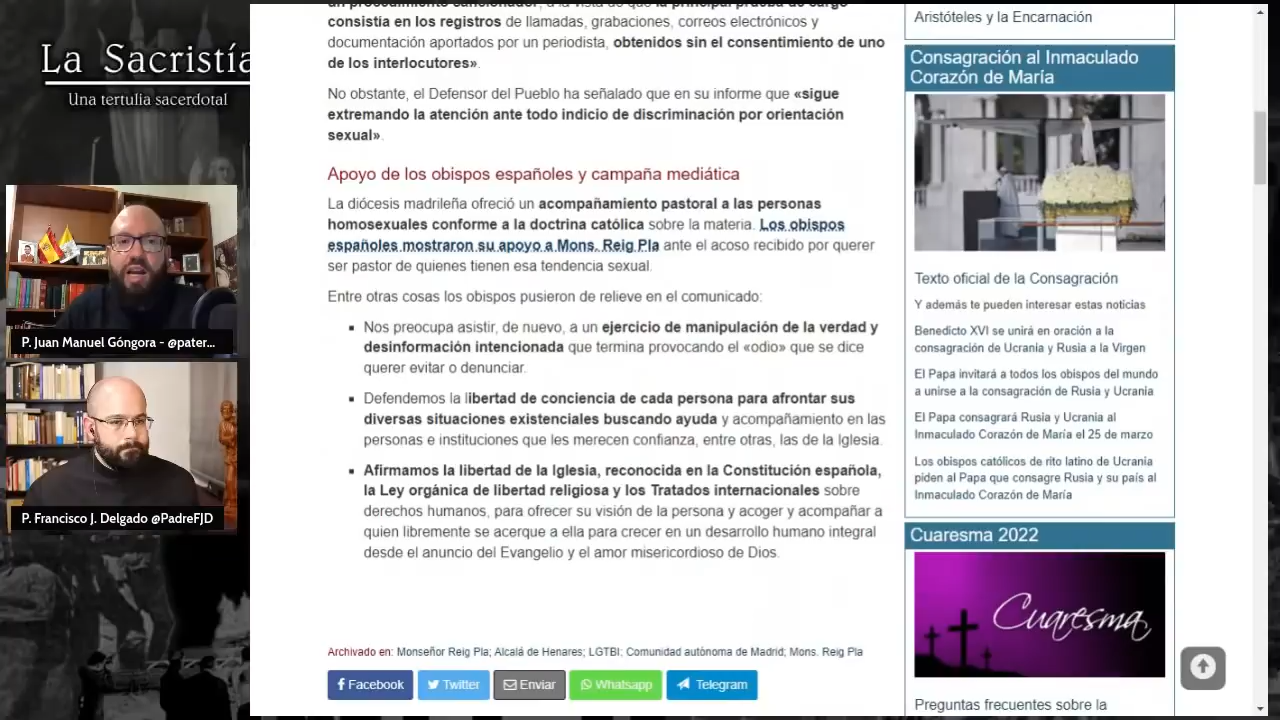 La Sacristía
Una tertulia sacerdotal
P. Juan Manuel Góngora - @pater...
P. Francisco J. Delgado @PadreFJD
un procedimiento sancionador, a la vista de que la principal prueba de cargo
consistía en los registros de llamadas, grabaciones, correos electrónicos y
documentación aportados por un periodista, obtenidos sin el consentimiento de uno
de los interlocutores».
No obstante, el Defensor del Pueblo ha señalado que en su informe que «sigue
extremando la atención ante todo indicio de discriminación por orientación
sexual».
Apoyo de los obispos españoles y campaña mediática
La diócesis madrileña ofreció un acompañamiento pastoral a las personas
homosexuales conforme a la doctrina católica sobre la materia. Los obispos
españoles mostraron su apoyo a Mons. Reig Pla ante el acoso recibido por querer
ser pastor de quienes tienen esa tendencia sexual.
Entre otras cosas los obispos pusieron de relieve en el comunicado:
Nos preocupa asistir, de nuevo, a un ejercicio de manipulación de la verdad y
desinformación intencionada que termina provocando el «odio» que se dice
querer evitar o denunciar.
Defendemos la libertad de conciencia de cada persona para afrontar sus
diversas situaciones existenciales buscando ayuda y acompañamiento en las
personas e instituciones que les merecen confianza, entre otras, las de la Iglesia.
Afirmamos la libertad de la Iglesia, reconocida en la Constitución española,
la Ley orgánica de libertad religiosa y los Tratados internacionales sobre
derechos humanos, para ofrecer su visión de la persona y acoger y acompañar a
quien libremente se acerque a ella para crecer en un desarrollo humano integral
desde el anuncio del Evangelio y el amor misericordioso de Dios.
Archivado en: Monseñor Reig Pla; Alcalá de Henares; LGTBI; Comunidad autónoma de Madrid; Mons. Reig Pla
Facebook Twitter Enviar Whatsapp Telegram
Aristóteles y la Encarnación
Consagración al Inmaculado
Corazón de María
Texto oficial de la Consagración
Y además te pueden interesar estas noticias
Benedicto XVI se unirá en oración a la
consagración de Ucrania y Rusia a la Virgen
El Papa invitará a todos los obispos del mundo
a unirse a la consagración de Rusia y Ucrania
El Papa consagrará Rusia y Ucrania al
Inmaculado Corazón de María el 25 de marzo
Los obispos católicos de rito latino de Ucrania
piden al Papa que consagre Rusia y su país al
Inmaculado Corazón de María
Cuaresma 2022
Cuaresma
Preguntas frecuentes sobre la